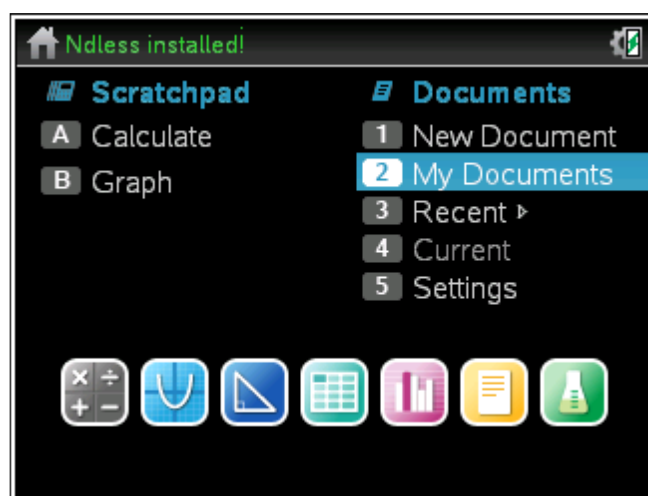 Ndless installed!
Scratchpad
A Calculate
B Graph
Documents
1 New Document
2 My Documents
3 Recent ▹
4 Current
5 Settings